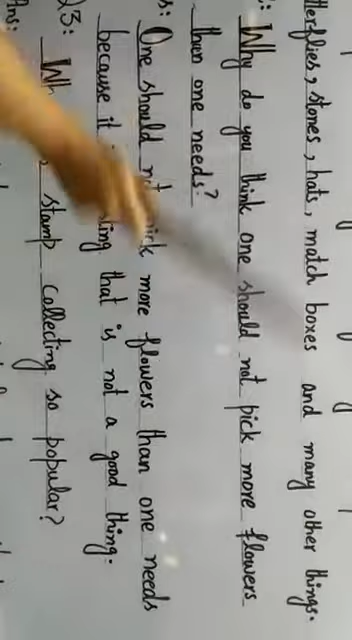 tterflies, stones, hats, match boxes and many other things.
: Why do you think one should not pick more flowers
than one needs?
s: One should more flowers than one needs
because it that is not a good thing.
Q3: stamp collecting so popular?
Ans: